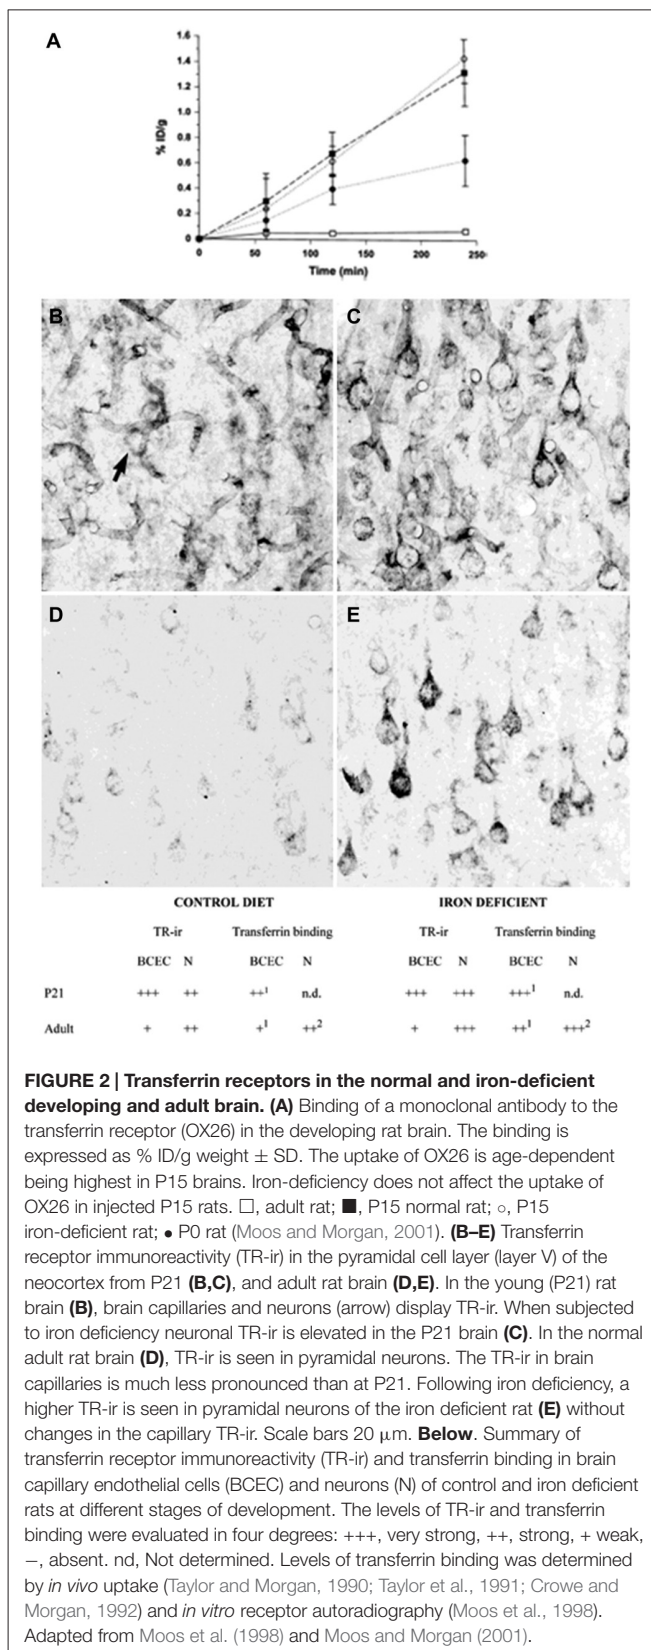 A
1.6
1.4
1.2
1.0
0.8
0.6
0.4
0.2
0
% ID/g
0 50 100 150 200 250
Time (min)
B
C
D
E
CONTROL DIET IRON DEFICIENT
TR-ir Transferrin binding TR-ir Transferrin binding
BCEC N BCEC N BCEC N BCEC N
P21 +++ ++ ++¹ n.d. +++ +++ +++¹ n.d.
Adult + ++ +¹ ++² + +++ ++¹ +++²
FIGURE 2 | Transferrin receptors in the normal and iron-deficient
developing and adult brain. (A) Binding of a monoclonal antibody to the
transferrin receptor (OX26) in the developing rat brain. The binding is
expressed as % ID/g weight ± SD. The uptake of OX26 is age-dependent
being highest in P15 brains. Iron-deficiency does not affect the uptake of
OX26 in injected P15 rats. □, adult rat; ■, P15 normal rat; ○, P15
iron-deficient rat; ● P0 rat (Moos and Morgan, 2001). (B–E) Transferrin
receptor immunoreactivity (TR-ir) in the pyramidal cell layer (layer V) of the
neocortex from P21 (B,C), and adult rat brain (D,E). In the young (P21) rat
brain (B), brain capillaries and neurons (arrow) display TR-ir. When subjected
to iron deficiency neuronal TR-ir is elevated in the P21 brain (C). In the normal
adult rat brain (D), TR-ir is seen in pyramidal neurons. The TR-ir in brain
capillaries is much less pronounced than at P21. Following iron deficiency, a
higher TR-ir is seen in pyramidal neurons of the iron deficient rat (E) without
changes in the capillary TR-ir. Scale bars 20 μm. Below. Summary of
transferrin receptor immunoreactivity (TR-ir) and transferrin binding in brain
capillary endothelial cells (BCEC) and neurons (N) of control and iron deficient
rats at different stages of development. The levels of TR-ir and transferrin
binding were evaluated in four degrees: +++, very strong, ++, strong, + weak,
−, absent. nd, Not determined. Levels of transferrin binding was determined
by in vivo uptake (Taylor and Morgan, 1990; Taylor et al., 1991; Crowe and
Morgan, 1992) and in vitro receptor autoradiography (Moos et al., 1998).
Adapted from Moos et al. (1998) and Moos and Morgan (2001).